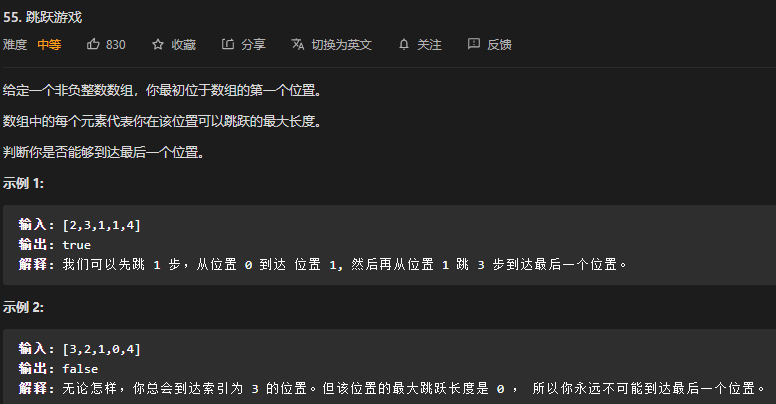 55. 跳跃游戏
难度 中等 830 收藏 分享 切换为英文 关注 反馈
给定一个非负整数数组，你最初位于数组的第一个位置。
数组中的每个元素代表你在该位置可以跳跃的最大长度。
判断你是否能够到达最后一个位置。
示例 1:
输入: [2,3,1,1,4]
输出: true
解释: 我们可以先跳 1 步，从位置 0 到达 位置 1, 然后再从位置 1 跳 3 步到达最后一个位置。
示例 2:
输入: [3,2,1,0,4]
输出: false
解释: 无论怎样，你总会到达索引为 3 的位置。但该位置的最大跳跃长度是 0 ， 所以你永远不可能到达最后一个位置。